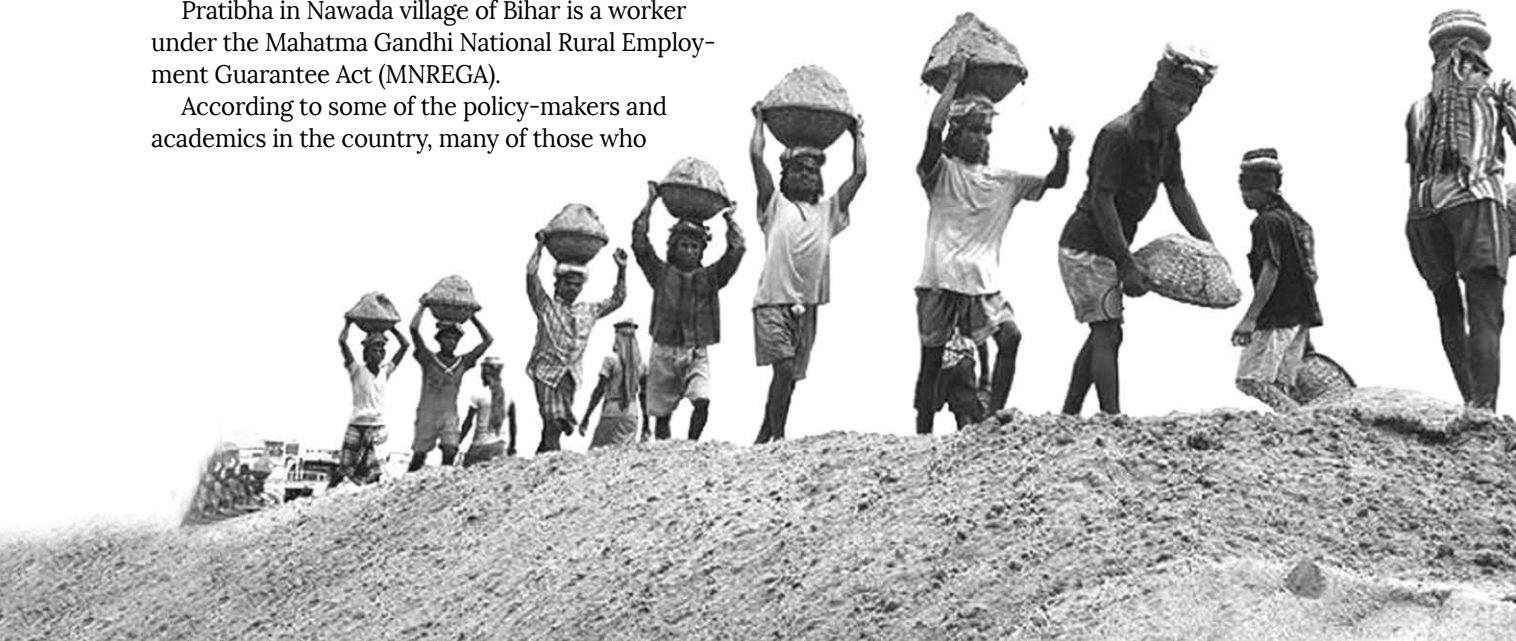 Pratibha in Nawada village of Bihar is a worker
under the Mahatma Gandhi National Rural Employ-
ment Guarantee Act (MNREGA).
According to some of the policy-makers and
academics in the country, many of those who